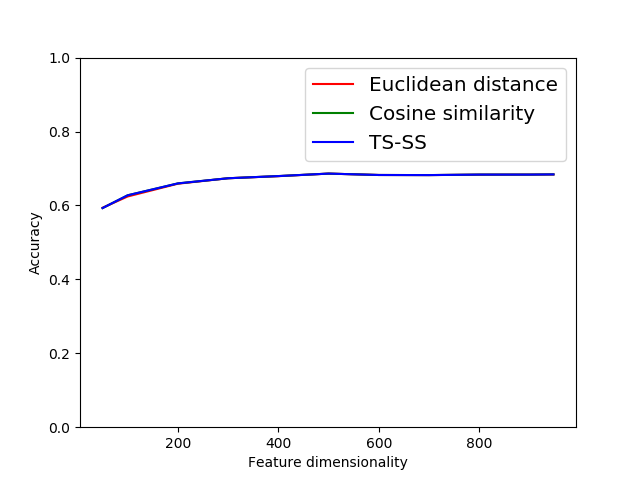 1.0
0.8
0.6
0.4
0.2
0.0
Accuracy
Euclidean distance
Cosine similarity
TS-SS
200 400 600 800
Feature dimensionality